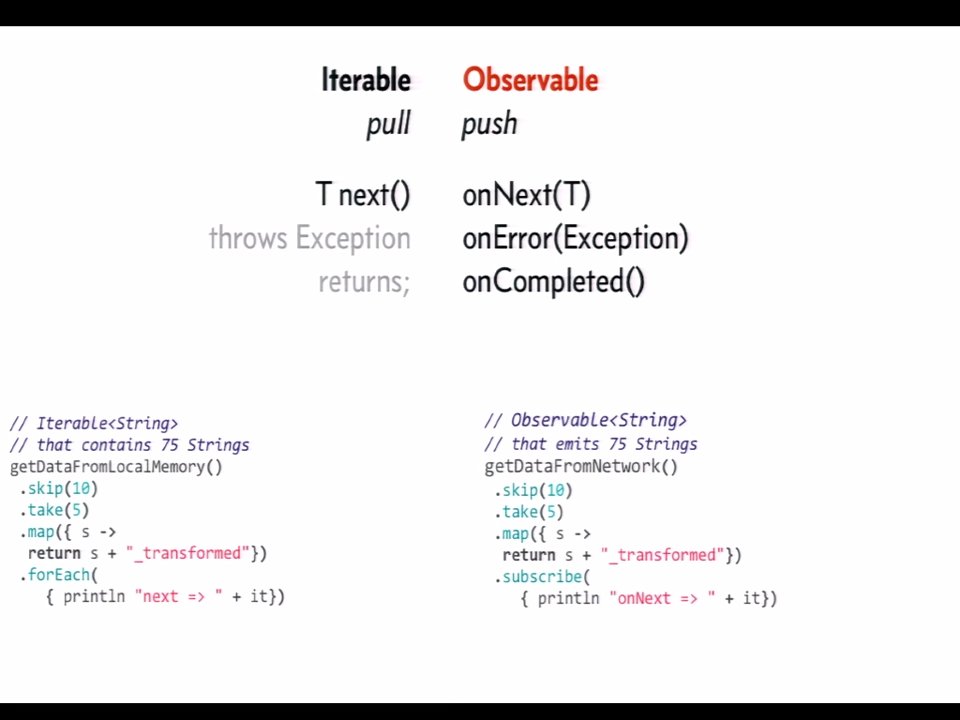 Iterable Observable
pull push
T next() onNext(T)
throws Exception onError(Exception)
returns; onCompleted()
// Iterable<String>
// that contains 75 Strings
getDataFromLocalMemory()
.skip(10)
.take(5)
.map({ s ->
return s + "_transformed"})
.forEach(
{ println "next => " + it})
// Observable<String>
// that emits 75 Strings
getDataFromNetwork()
.skip(10)
.take(5)
.map({ s ->
return s + "_transformed"})
.subscribe(
{ println "onNext => " + it})